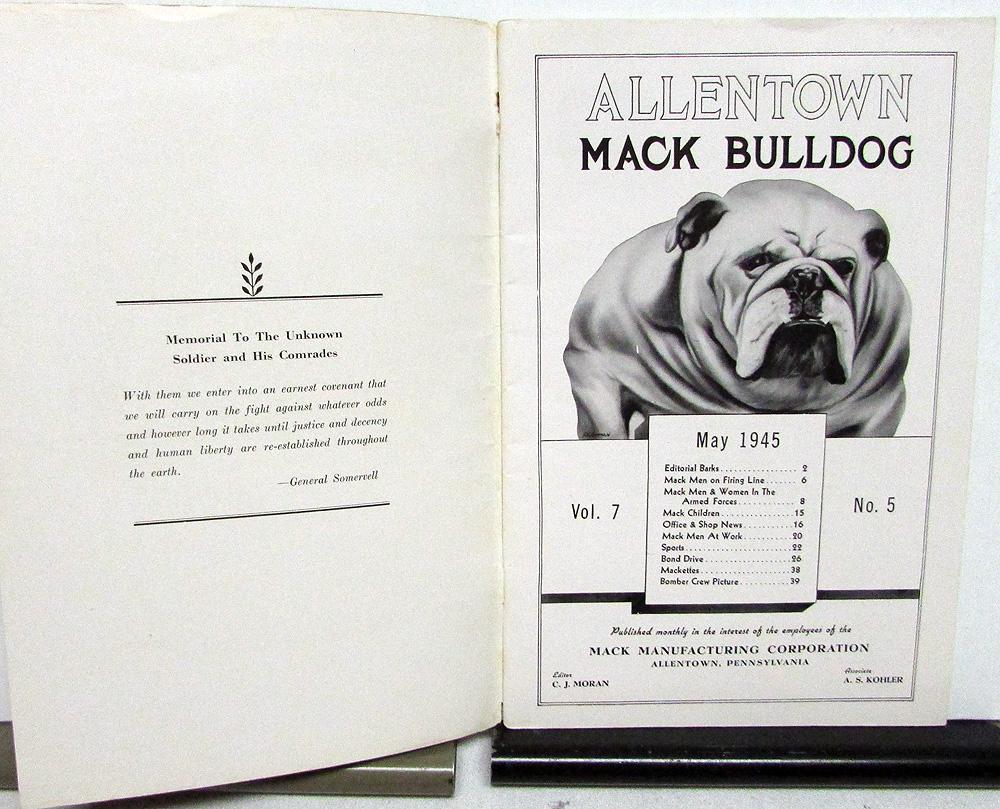 Memorial To The Unknown
Soldier and His Comrades
With them we enter into an earnest covenant that
we will carry on the fight against whatever odds
and however long it takes until justice and decency
and human liberty are re-established throughout
the earth.
—General Somervell
ALLENTOWN
MACK BULLDOG
May 1945
Editorial Barks . . . . . . . . . . . . . . . 2
Mack Men on Firing Line . . . . . . . 6
Mack Men & Women In The
Armed Forces . . . . . . . . . . . . 8
Mack Children . . . . . . . . . . . . . . 15
Office & Shop News . . . . . . . . . . 16
Mack Men At Work . . . . . . . . . . 20
Sports . . . . . . . . . . . . . . . . . . . . 22
Bond Drive . . . . . . . . . . . . . . . . 26
Mackettes . . . . . . . . . . . . . . . . . 38
Bomber Crew Picture . . . . . . . . . 39
Vol. 7
No. 5
Published monthly in the interest of the employees of the
MACK MANUFACTURING CORPORATION
ALLENTOWN, PENNSYLVANIA
Editor
C. J. MORAN
Associate
A. S. KOHLER